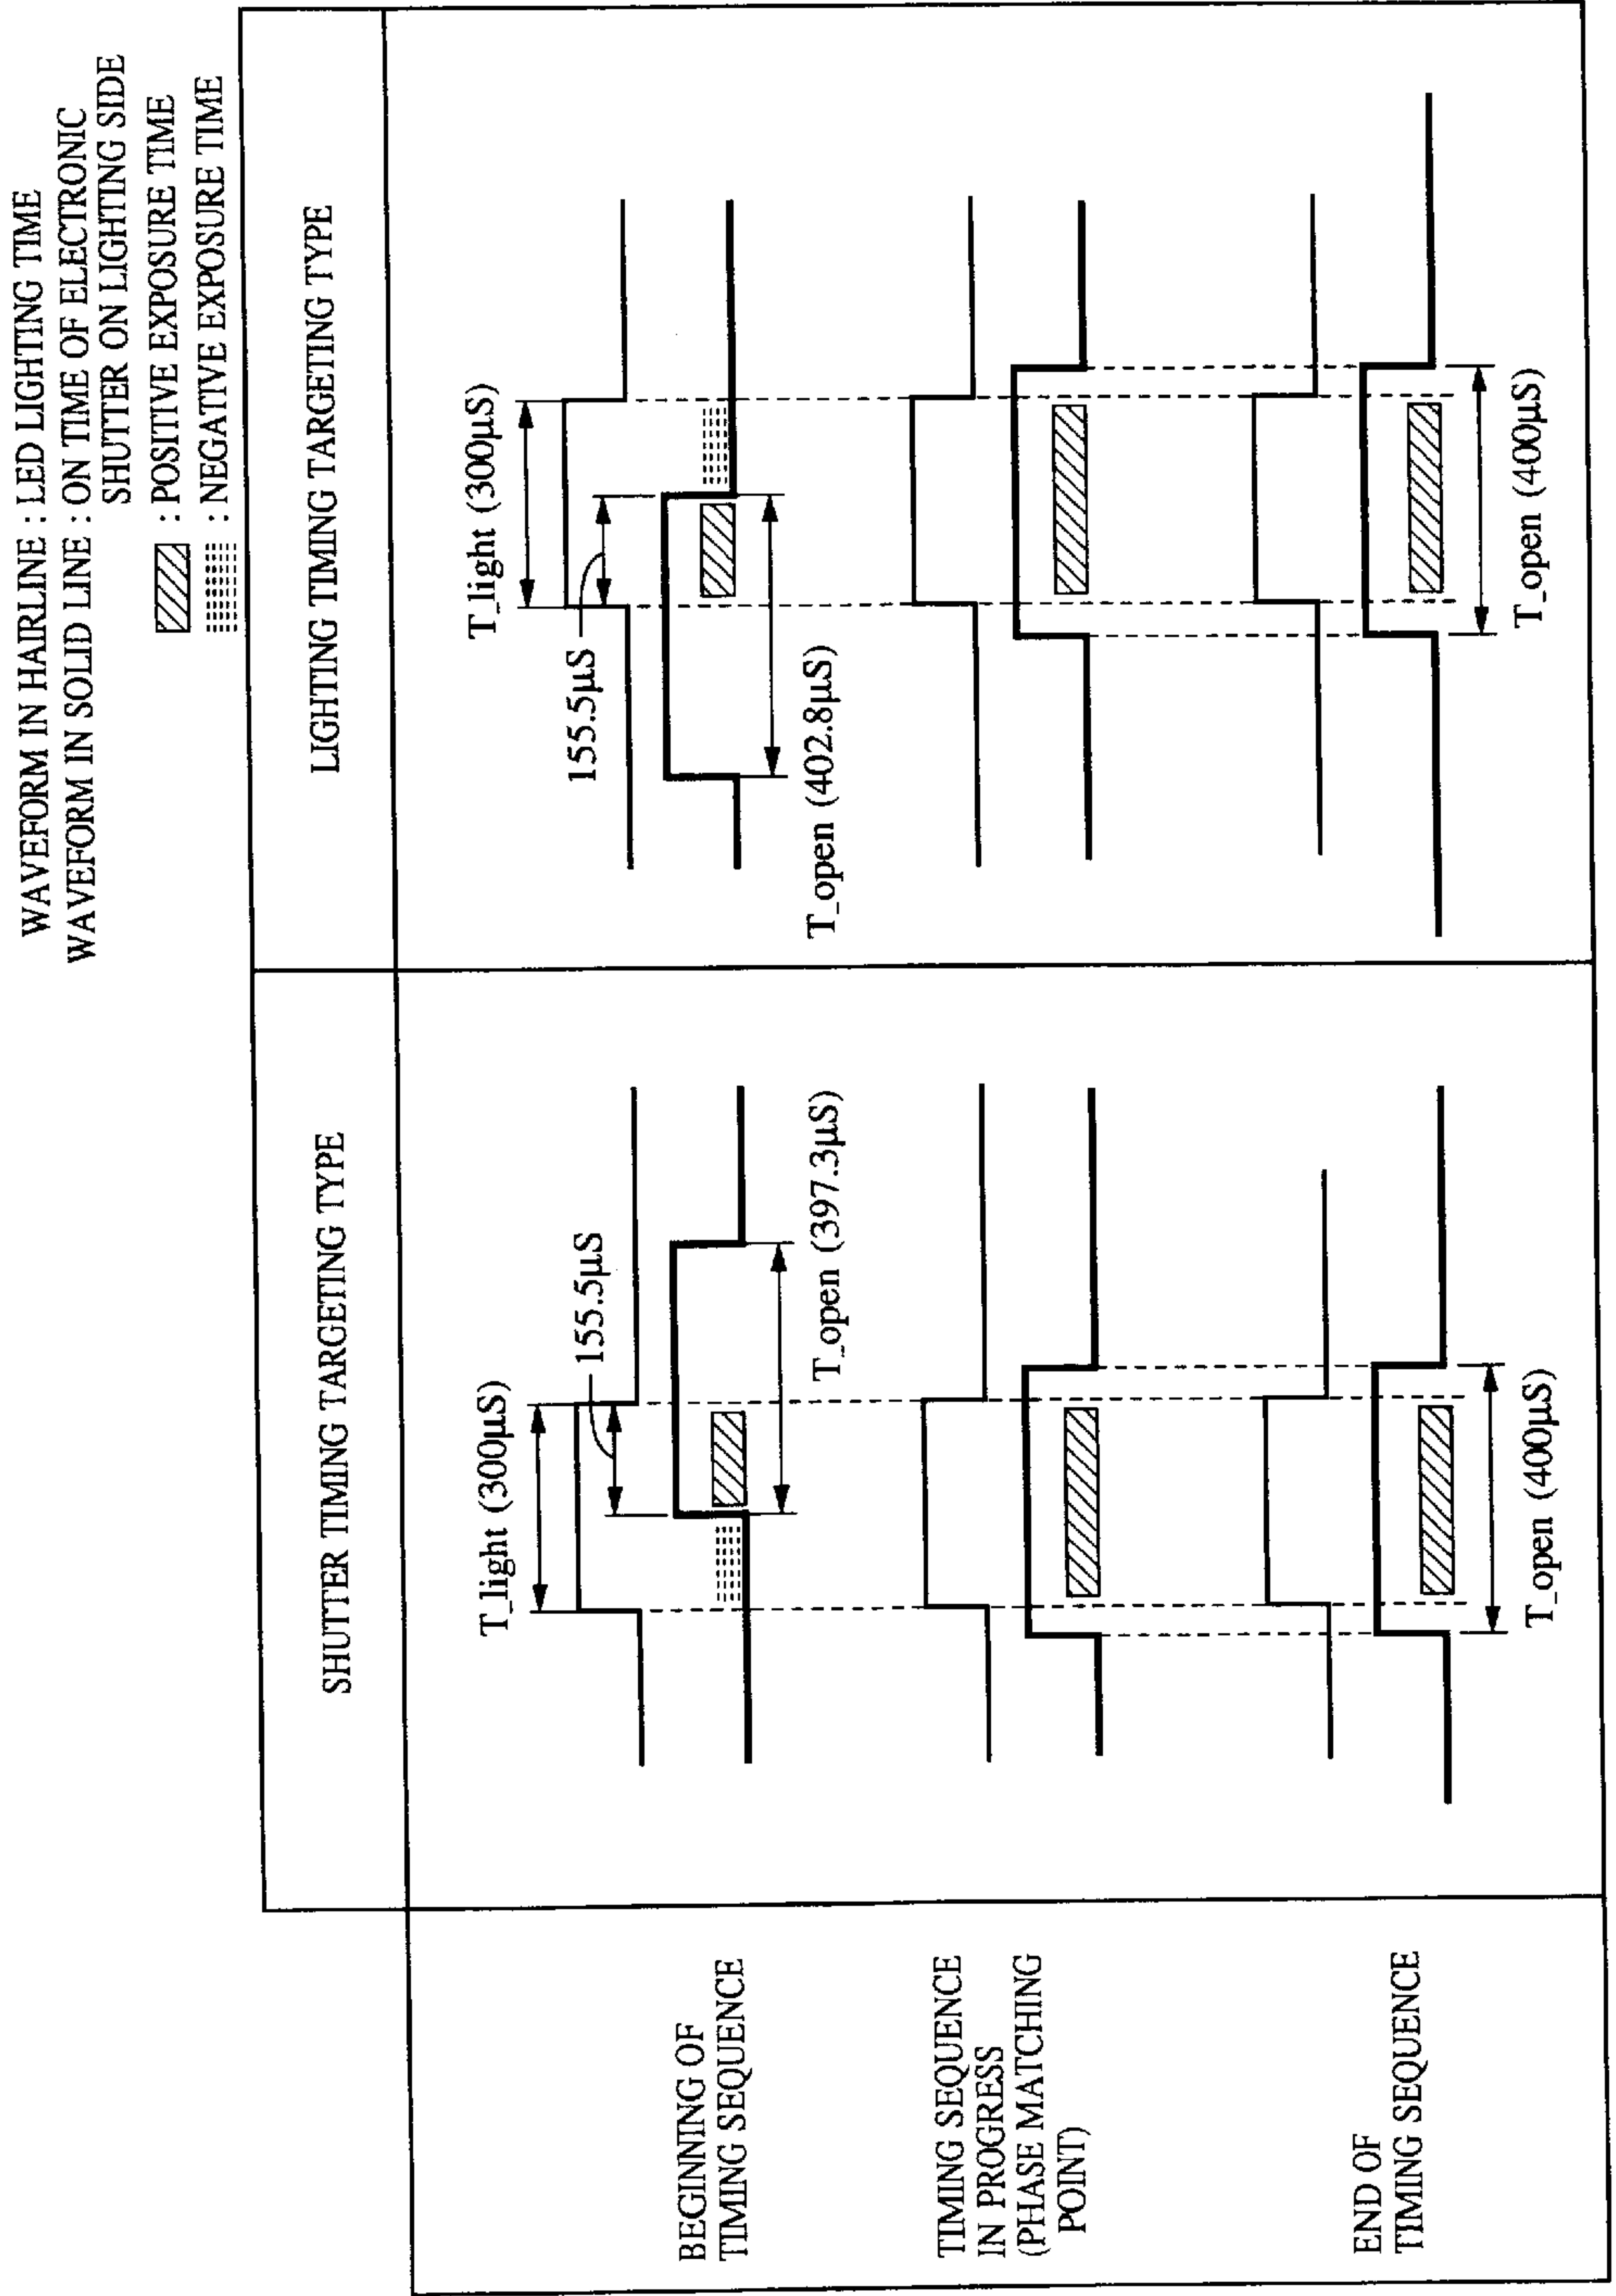 WAVEFORM IN HAIRLINE : LED LIGHTING TIME
WAVEFORM IN SOLID LINE : ON TIME OF ELECTRONIC
SHUTTER ON LIGHTING SIDE
: POSITIVE EXPOSURE TIME
: NEGATIVE EXPOSURE TIME
SHUTTER TIMING TARGETING TYPE
LIGHTING TIMING TARGETING TYPE
BEGINNING OF
TIMING SEQUENCE
T_light (300µS)
155.5µS
T_open (397.3µS)
T_light (300µS)
155.5µS
T_open (402.8µS)
TIMING SEQUENCE
IN PROGRESS
(PHASE MATCHING
POINT)
END OF
TIMING SEQUENCE
T_open (400µS)
T_open (400µS)